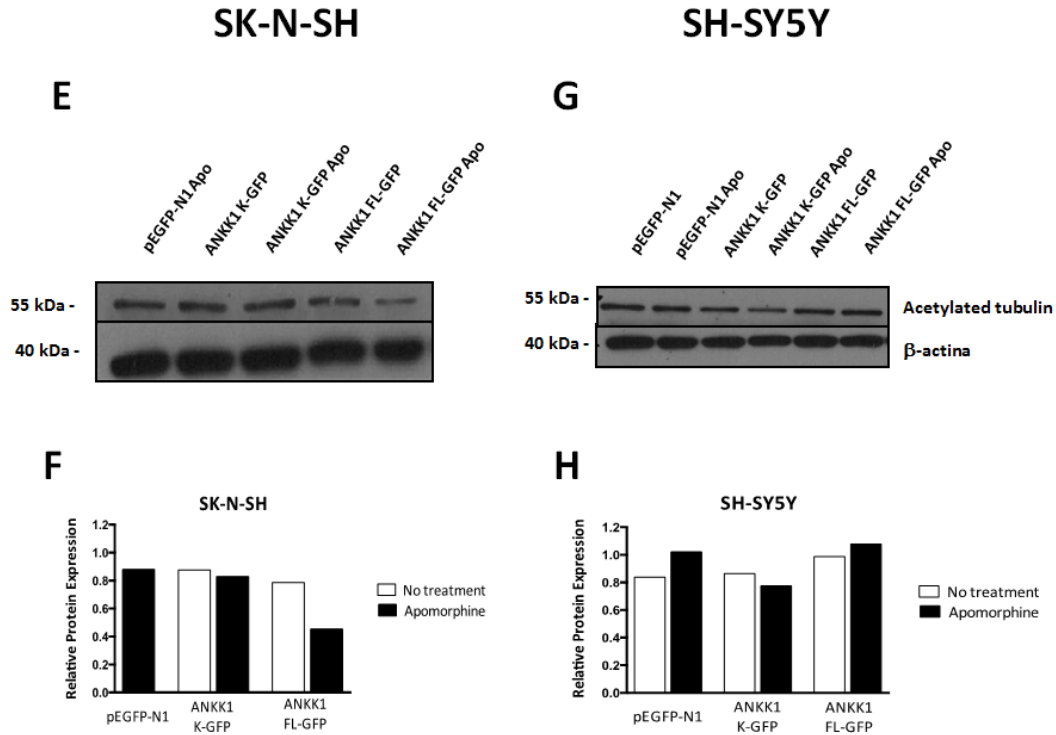 SK-N-SH
SH-SY5Y
E
pEGFP-N1 Apo
ANKK1 K-GFP
ANKK1 K-GFP Apo
ANKK1 FL-GFP
ANKK1 FL-GFP Apo
55 kDa -
40 kDa -
G
pEGFP-N1
pEGFP-N1 Apo
ANKK1 K-GFP
ANKK1 K-GFP Apo
ANKK1 FL-GFP
ANKK1 FL-GFP Apo
55 kDa -
Acetylated tubulin
40 kDa -
β-actina
F
SK-N-SH
Relative Protein Expression
1.2
1.0
0.8
0.6
0.4
0.2
0.0
pEGFP-N1
ANKK1
K-GFP
ANKK1
FL-GFP
No treatment
Apomorphine
H
SH-SY5Y
Relative Protein Expression
1.2
1.0
0.8
0.6
0.4
0.2
0.0
pEGFP-N1
ANKK1
K-GFP
ANKK1
FL-GFP
No treatment
Apomorphine